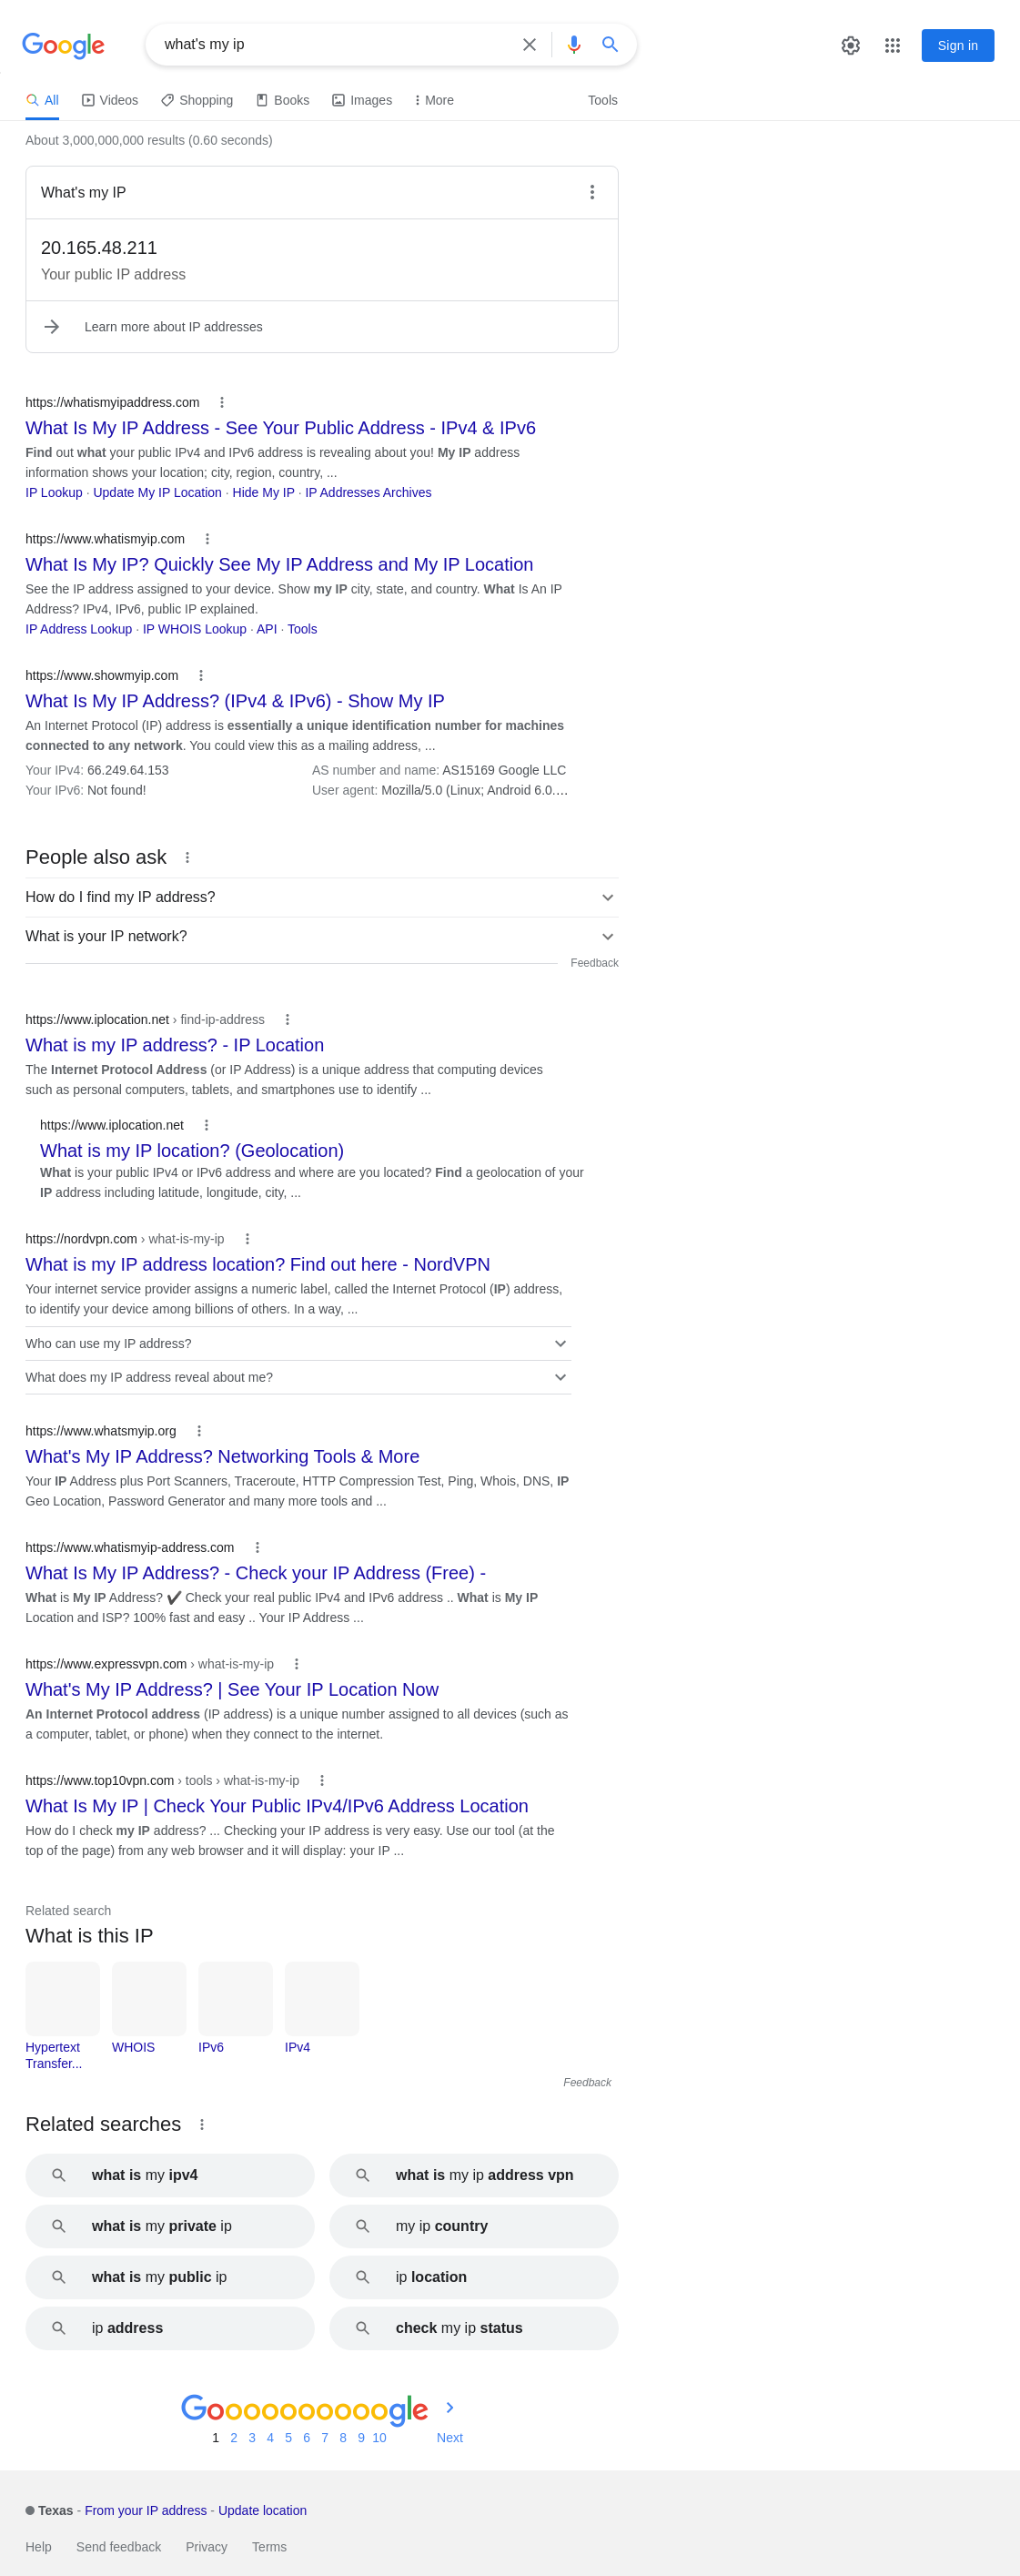 Google
what's my ip
Sign in
All
Videos
Shopping
Books
Images
More
Tools
About 3,000,000,000 results (0.60 seconds)
What's my IP
20.165.48.211
Your public IP address
Learn more about IP addresses
https://whatismyipaddress.com
What Is My IP Address - See Your Public Address - IPv4 & IPv6
Find out what your public IPv4 and IPv6 address is revealing about you! My IP address
information shows your location; city, region, country, ...
IP Lookup · Update My IP Location · Hide My IP · IP Addresses Archives
https://www.whatismyip.com
What Is My IP? Quickly See My IP Address and My IP Location
See the IP address assigned to your device. Show my IP city, state, and country. What Is An IP
Address? IPv4, IPv6, public IP explained.
IP Address Lookup · IP WHOIS Lookup · API · Tools
https://www.showmyip.com
What Is My IP Address? (IPv4 & IPv6) - Show My IP
An Internet Protocol (IP) address is essentially a unique identification number for machines
connected to any network. You could view this as a mailing address, ...
Your IPv4: 66.249.64.153
AS number and name: AS15169 Google LLC
Your IPv6: Not found!
User agent: Mozilla/5.0 (Linux; Android 6.0....
People also ask
How do I find my IP address?
What is your IP network?
Feedback
https://www.iplocation.net › find-ip-address
What is my IP address? - IP Location
The Internet Protocol Address (or IP Address) is a unique address that computing devices
such as personal computers, tablets, and smartphones use to identify ...
https://www.iplocation.net
What is my IP location? (Geolocation)
What is your public IPv4 or IPv6 address and where are you located? Find a geolocation of your
IP address including latitude, longitude, city, ...
https://nordvpn.com › what-is-my-ip
What is my IP address location? Find out here - NordVPN
Your internet service provider assigns a numeric label, called the Internet Protocol (IP) address,
to identify your device among billions of others. In a way, ...
Who can use my IP address?
What does my IP address reveal about me?
https://www.whatsmyip.org
What's My IP Address? Networking Tools & More
Your IP Address plus Port Scanners, Traceroute, HTTP Compression Test, Ping, Whois, DNS, IP
Geo Location, Password Generator and many more tools and ...
https://www.whatismyip-address.com
What Is My IP Address? - Check your IP Address (Free) -
What is My IP Address? ✔️ Check your real public IPv4 and IPv6 address .. What is My IP
Location and ISP? 100% fast and easy .. Your IP Address ...
https://www.expressvpn.com › what-is-my-ip
What's My IP Address? | See Your IP Location Now
An Internet Protocol address (IP address) is a unique number assigned to all devices (such as
a computer, tablet, or phone) when they connect to the internet.
https://www.top10vpn.com › tools › what-is-my-ip
What Is My IP | Check Your Public IPv4/IPv6 Address Location
How do I check my IP address? ... Checking your IP address is very easy. Use our tool (at the
top of the page) from any web browser and it will display: your IP ...
Related search
What is this IP
Hypertext
Transfer...
WHOIS
IPv6
IPv4
Feedback
Related searches
what is my ipv4
what is my ip address vpn
what is my private ip
my ip country
what is my public ip
ip location
ip address
check my ip status
Goooooooooogle
1 2 3 4 5 6 7 8 9 10 Next
Texas - From your IP address - Update location
Help Send feedback Privacy Terms